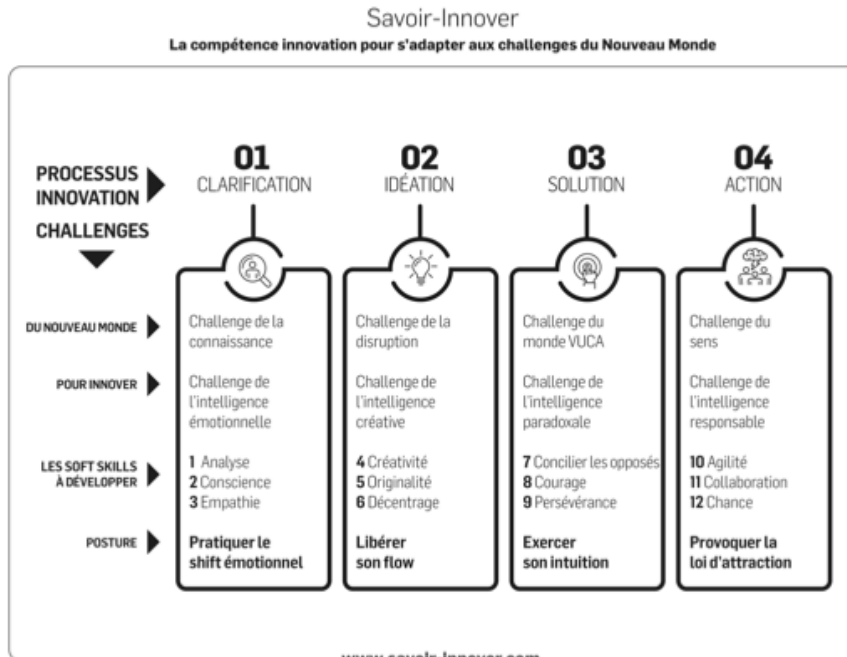 Savoir-Innover
La compétence innovation pour s'adapter aux challenges du Nouveau Monde
PROCESSUS
INNOVATION
CHALLENGES
01
CLARIFICATION
02
IDÉATION
03
SOLUTION
04
ACTION
DU NOUVEAU MONDE
Challenge de la
connaissance
Challenge de la
disruption
Challenge du
monde VUCA
Challenge du
sens
POUR INNOVER
Challenge de
l'intelligence
émotionnelle
Challenge de
l'intelligence
créative
Challenge de
l'intelligence
paradoxale
Challenge de
l'intelligence
responsable
LES SOFT SKILLS
À DÉVELOPPER
1 Analyse
2 Conscience
3 Empathie
4 Créativité
5 Originalité
6 Décentrage
7 Concilier les opposés
8 Courage
9 Persévérance
10 Agilité
11 Collaboration
12 Chance
POSTURE
Pratiquer le
shift émotionnel
Libérer
son flow
Exercer
son intuition
Provoquer la
loi d'attraction
www.savoir-innover.com